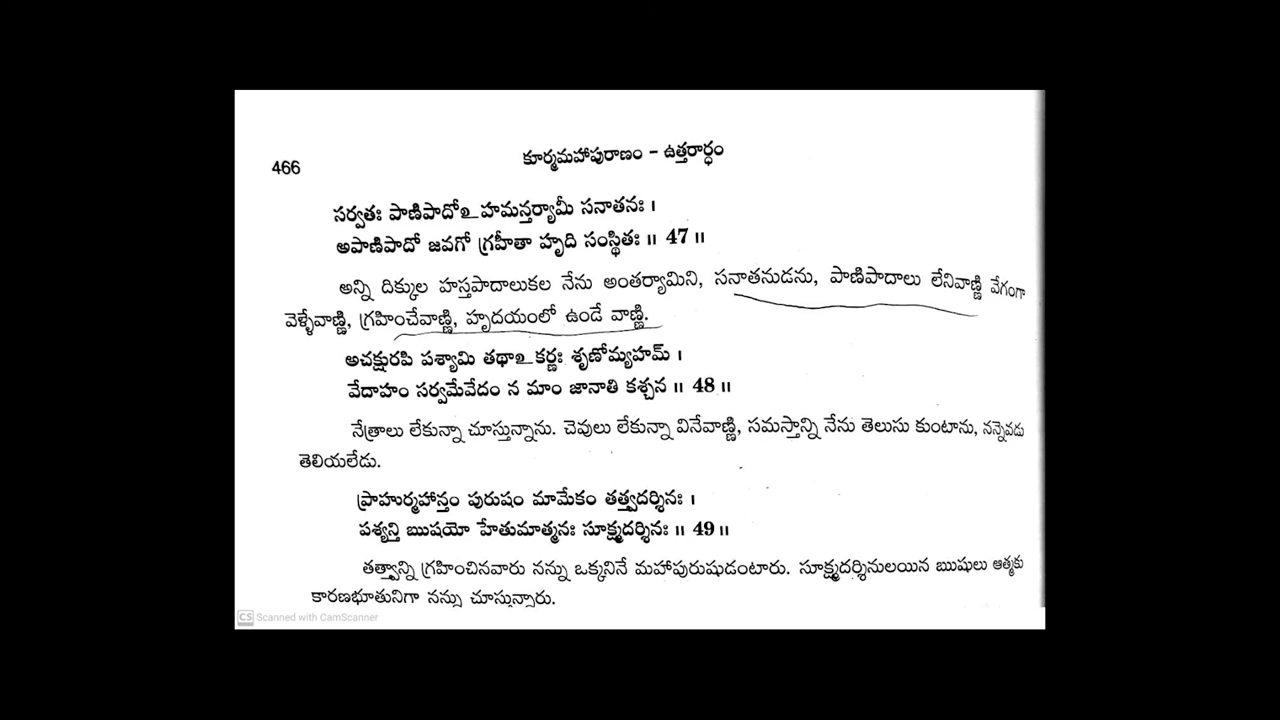 466
కూర్మమహాపురాణం - ఉత్తరార్ధం
సర్వతః పాణిపాదోఽహమన్తర్యామీ సనాతనః ।
అపాణిపాదో జవగో గ్రహీతా హృది సంస్థితః ॥ 47 ॥
అన్ని దిక్కుల హస్తపాదాలుకల నేను అంతర్యామిని, సనాతనుడను, పాణిపాదాలు లేనివాణ్ణి వేగంగా
వెళ్ళేవాణ్ణి, గ్రహించేవాణ్ణి, హృదయంలో ఉండే వాణ్ణి.
అచక్షురపి పశ్యామి తథాఽకర్ణః శృణోమ్యహమ్ ।
వేదాహం సర్వమేవేదం న మాం జానాతి కశ్చన ॥ 48 ॥
నేత్రాలు లేకున్నా చూస్తున్నాను. చెవులు లేకున్నా వినేవాణ్ణి, సమస్తాన్ని నేను తెలుసు కుంటాను, నన్నెవడు
తెలియలేడు.
ప్రాహుర్మహాన్తం పురుషం మామేకం తత్త్వదర్శినః ।
పశ్యన్తి ఋషయో హేతుమాత్మనః సూక్ష్మదర్శినః ॥ 49 ॥
తత్త్వాన్ని గ్రహించినవారు నన్ను ఒక్కనినే మహాపురుషుడంటారు. సూక్ష్మదర్శినులయిన ఋషులు ఆత్మకు
కారణభూతునిగా నన్ను చూస్తున్నారు.
CS Scanned with CamScanner